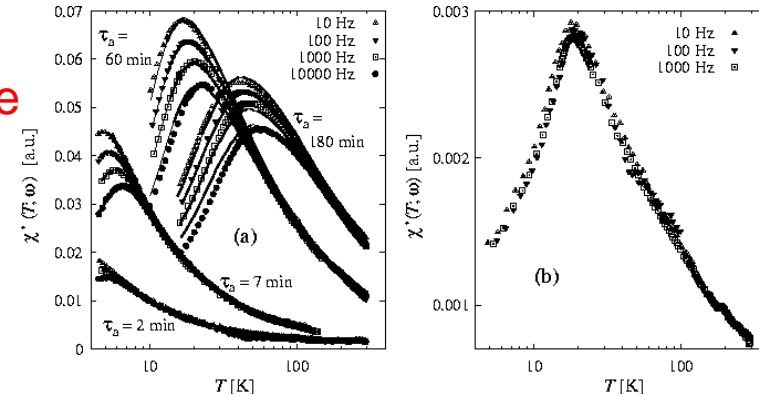 e
0.07
0.06
0.05
0.04
0.03
0.02
0.01
0
χ'(T;ω) [a.u.]
τa =
60 min
10 Hz
100 Hz
1000 Hz
10000 Hz
τa =
180 min
(a)
τa = 7 min
τa = 2 min
10
100
T [K]
0.003
0.002
0.001
χ'(T;ω) [a.u.]
10 Hz
100 Hz
1000 Hz
(b)
10
100
T [K]